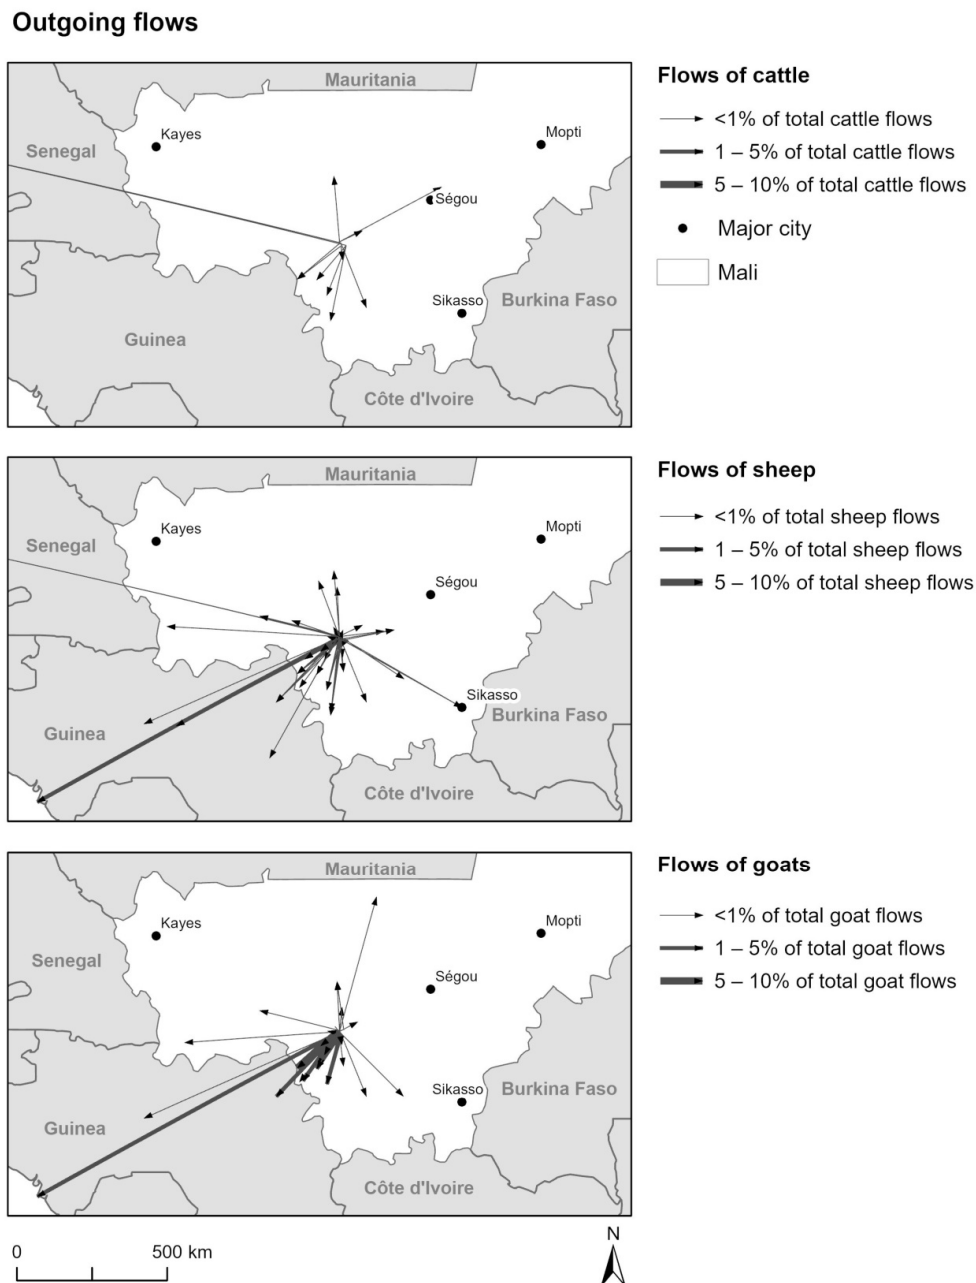 Outgoing flows
Mauritania
Kayes
Mopti
Senegal
Ségou
Sikasso
Burkina Faso
Guinea
Côte d'Ivoire
Flows of cattle
<1% of total cattle flows
1 – 5% of total cattle flows
5 – 10% of total cattle flows
Major city
Mali
Mauritania
Kayes
Mopti
Senegal
Ségou
Sikasso
Burkina Faso
Guinea
Côte d'Ivoire
Flows of sheep
<1% of total sheep flows
1 – 5% of total sheep flows
5 – 10% of total sheep flows
Mauritania
Kayes
Mopti
Senegal
Ségou
Sikasso
Burkina Faso
Guinea
Côte d'Ivoire
Flows of goats
<1% of total goat flows
1 – 5% of total goat flows
5 – 10% of total goat flows
0 500 km
N